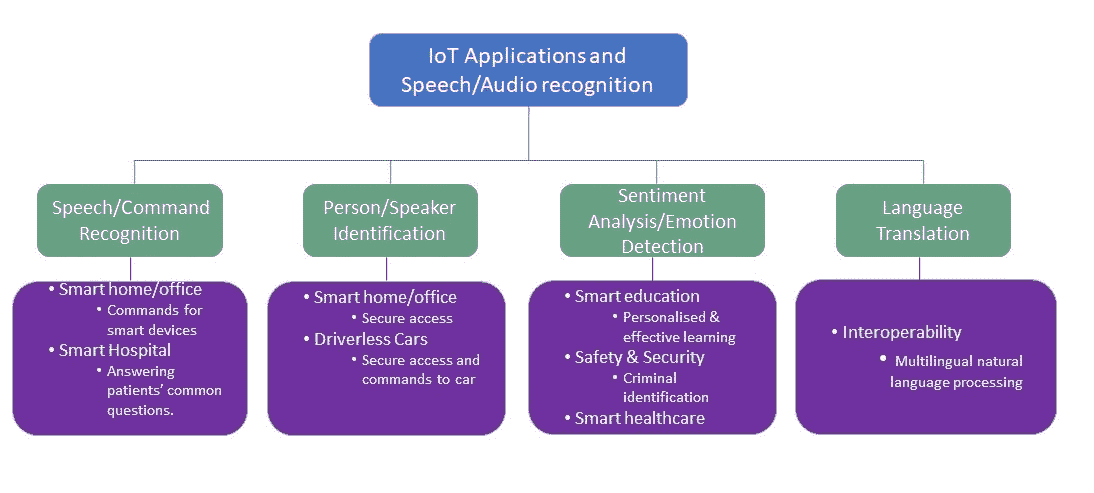 IoT Applications and
Speech/Audio recognition
Speech/Command
Recognition
• Smart home/office
• Commands for
smart devices
• Smart Hospital
• Answering
patients' common
questions.
Person/Speaker
Identification
• Smart home/office
• Secure access
• Driverless Cars
• Secure access and
commands to car
Sentiment
Analysis/Emotion
Detection
• Smart education
• Personalised &
effective learning
• Safety & Security
• Criminal
identification
• Smart healthcare
Language
Translation
• Interoperability
• Multilingual natural
language processing